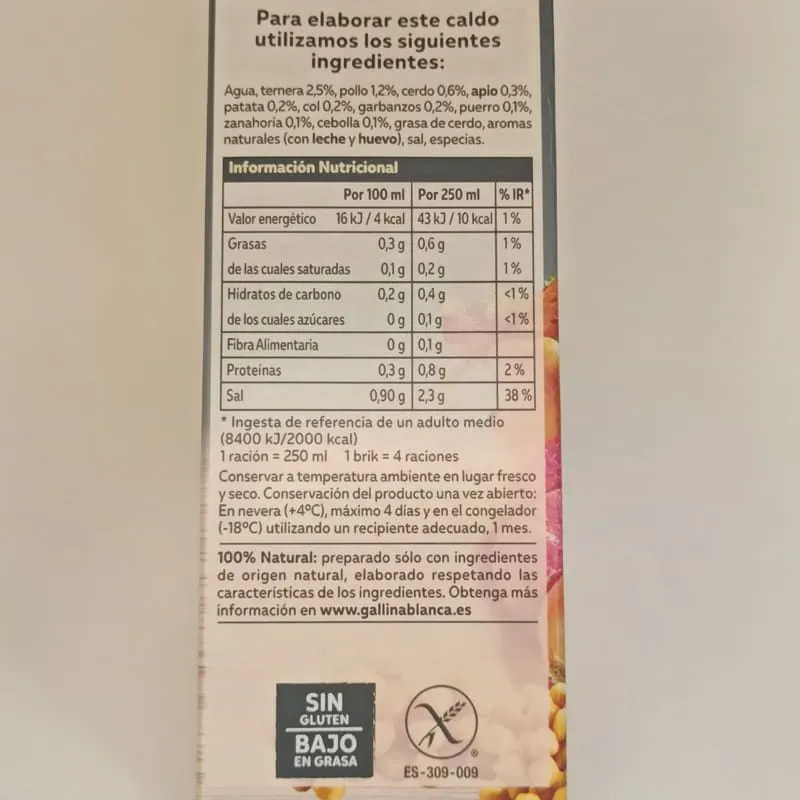 Para elaborar este caldo
utilizamos los siguientes
ingredientes:
Agua, ternera 2,5%, pollo 1,2%, cerdo 0,6%, apio 0,3%,
patata 0,2%, col 0,2%, garbanzos 0,2%, puerro 0,1%,
zanahoria 0,1%, cebolla 0,1%, grasa de cerdo, aromas
naturales (con leche y huevo), sal, especias.
Información Nutricional
Por 100 ml Por 250 ml % IR*
Valor energético 16 kJ / 4 kcal 43 kJ / 10 kcal 1%
Grasas 0,3 g 0,6 g 1%
de las cuales saturadas 0,1 g 0,2 g 1%
Hidratos de carbono 0,2 g 0,4 g <1%
de los cuales azúcares 0 g 0,1 g <1%
Fibra Alimentaria 0 g 0,1 g
Proteínas 0,3 g 0,8 g 2%
Sal 0,90 g 2,3 g 38%
* Ingesta de referencia de un adulto medio
(8400 kJ/2000 kcal)
1 ración = 250 ml 1 brik = 4 raciones
Conservar a temperatura ambiente en lugar fresco
y seco. Conservación del producto una vez abierto:
En nevera (+4ºC), máximo 4 días y en el congelador
(-18ºC) utilizando un recipiente adecuado, 1 mes.
100% Natural: preparado sólo con ingredientes
de origen natural, elaborado respetando las
características de los ingredientes. Obtenga más
información en www.gallinablanca.es
SIN
GLUTEN
BAJO
EN GRASA
ES-309-009